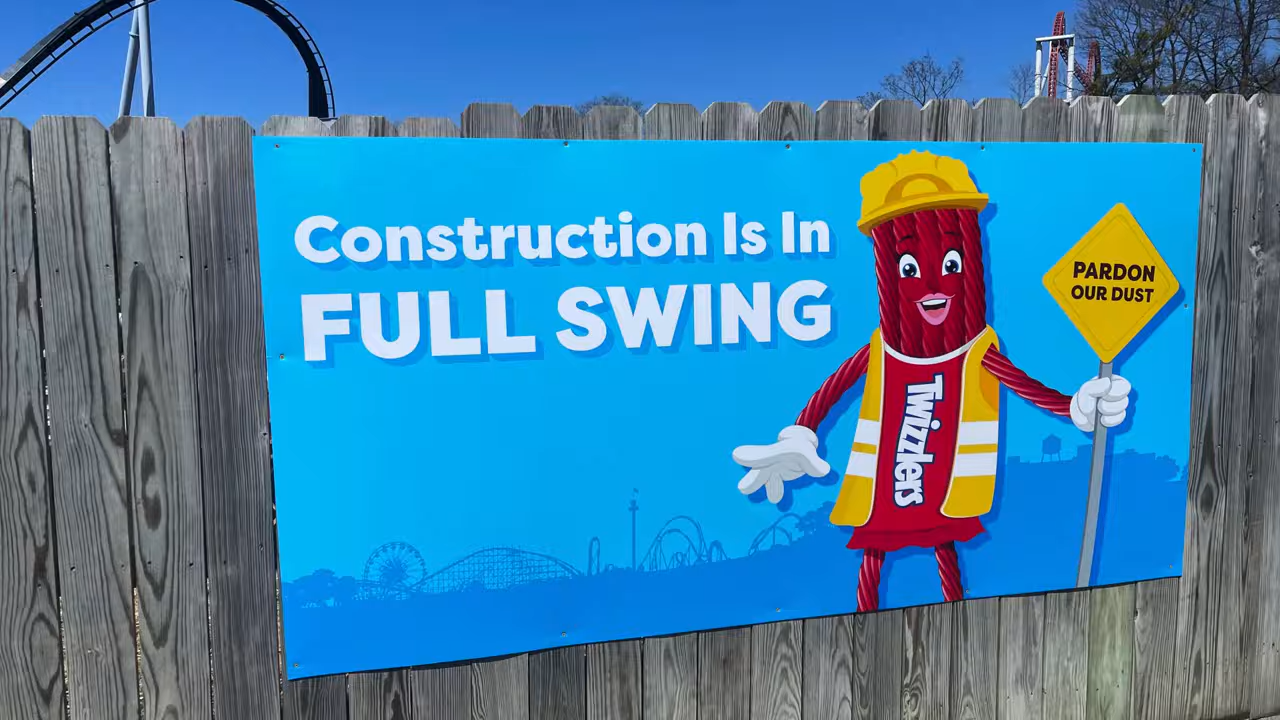 Construction Is In
FULL SWING
PARDON
OUR DUST
Twizzlers